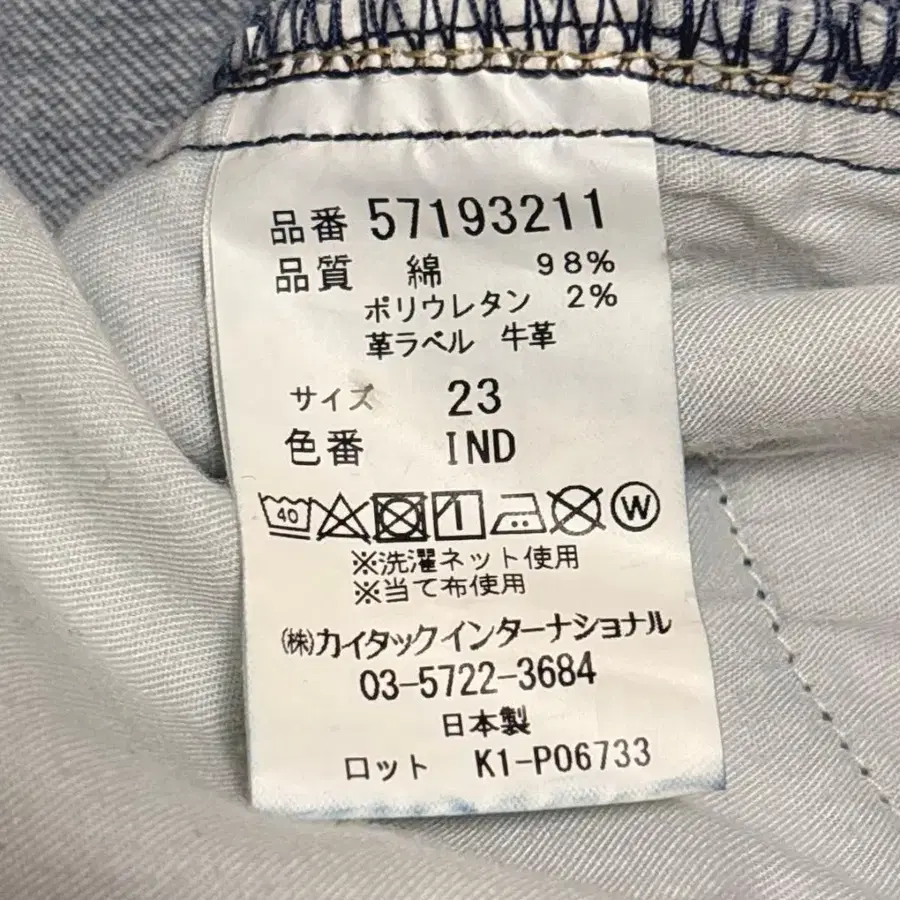 品番 57193211
品質 綿 98%
ポリウレタン 2%
革ラベル 牛革
サイズ 23
色番 IND
40 W
※洗濯ネット使用
※当て布使用
㈱カイタックインターナショナル
03-5722-3684
日本製
ロット K1-P06733